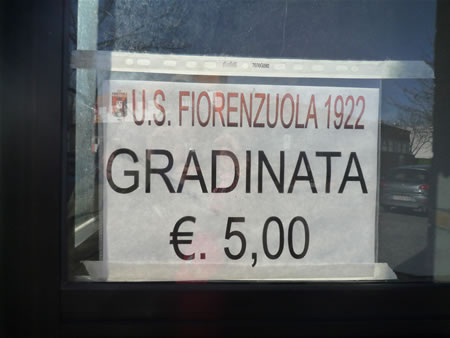 U.S. FIORENZUOLA 1922
GRADINATA
€. 5,00